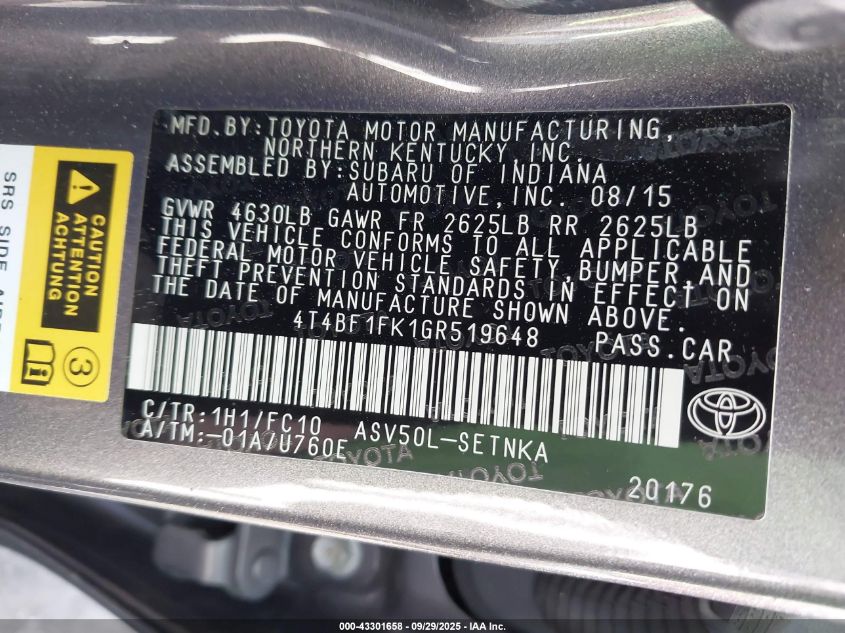 MFD.BY:TOYOTA MOTOR MANUFACTURING,
NORTHERN KENTUCKY,INC.
ASSEMBLED BY:SUBARU OF INDIANA
AUTOMOTIVE,INC. 08/15
GVWR 4630LB GAWR FR 2625LB RR 2625LB
THIS VEHICLE CONFORMS TO ALL APPLICABLE
FEDERAL MOTOR VEHICLE SAFETY,BUMPER,AND
THEFT PREVENTION STANDARDS IN EFFECT ON
THE DATE OF MANUFACTURE SHOWN ABOVE.
4T4BF1FK1GR519648 PASS.CAR
C/TR:1H1/FC10 ASV50L-SETNKA
A/TM:-01A/U760E
20176
CAUTION
ATTENTION
ACHTUNG
3
SRS SIDE
TOYOTA
000-43301658 - 09/29/2025 - IAA Inc.